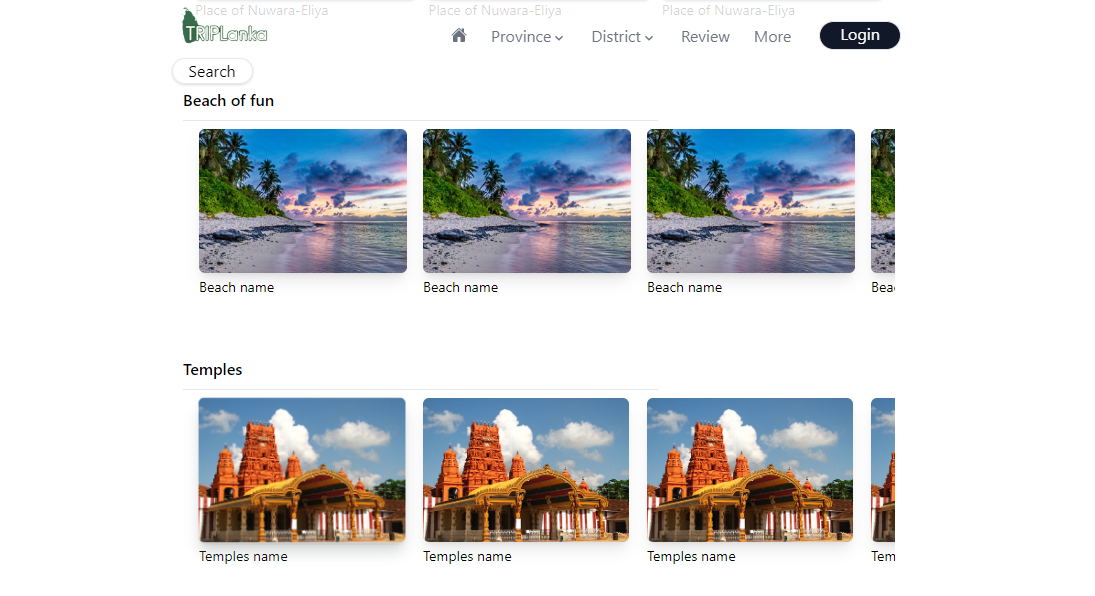 Place of Nuwara-Eliya Place of Nuwara-Eliya Place of Nuwara-Eliya
TRIPLanka
Province District Review More Login
Search
Beach of fun
Beach name Beach name Beach name Bea
Temples
Temples name Temples name Temples name Tem